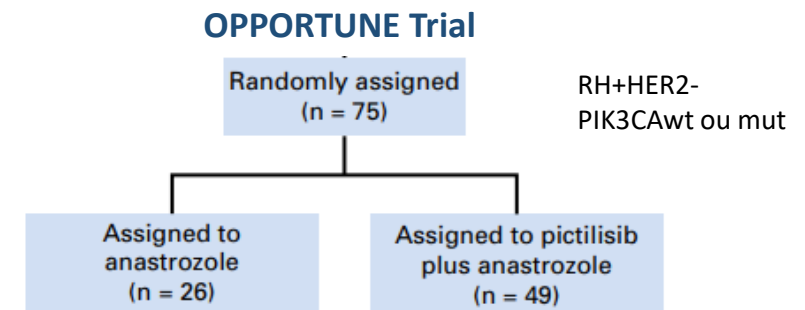 OPPORTUNE Trial
Randomly assigned
(n = 75)
RH+HER2-
PIK3CAwt ou mut
Assigned to
anastrozole
(n = 26)
Assigned to pictilisib
plus anastrozole
(n = 49)